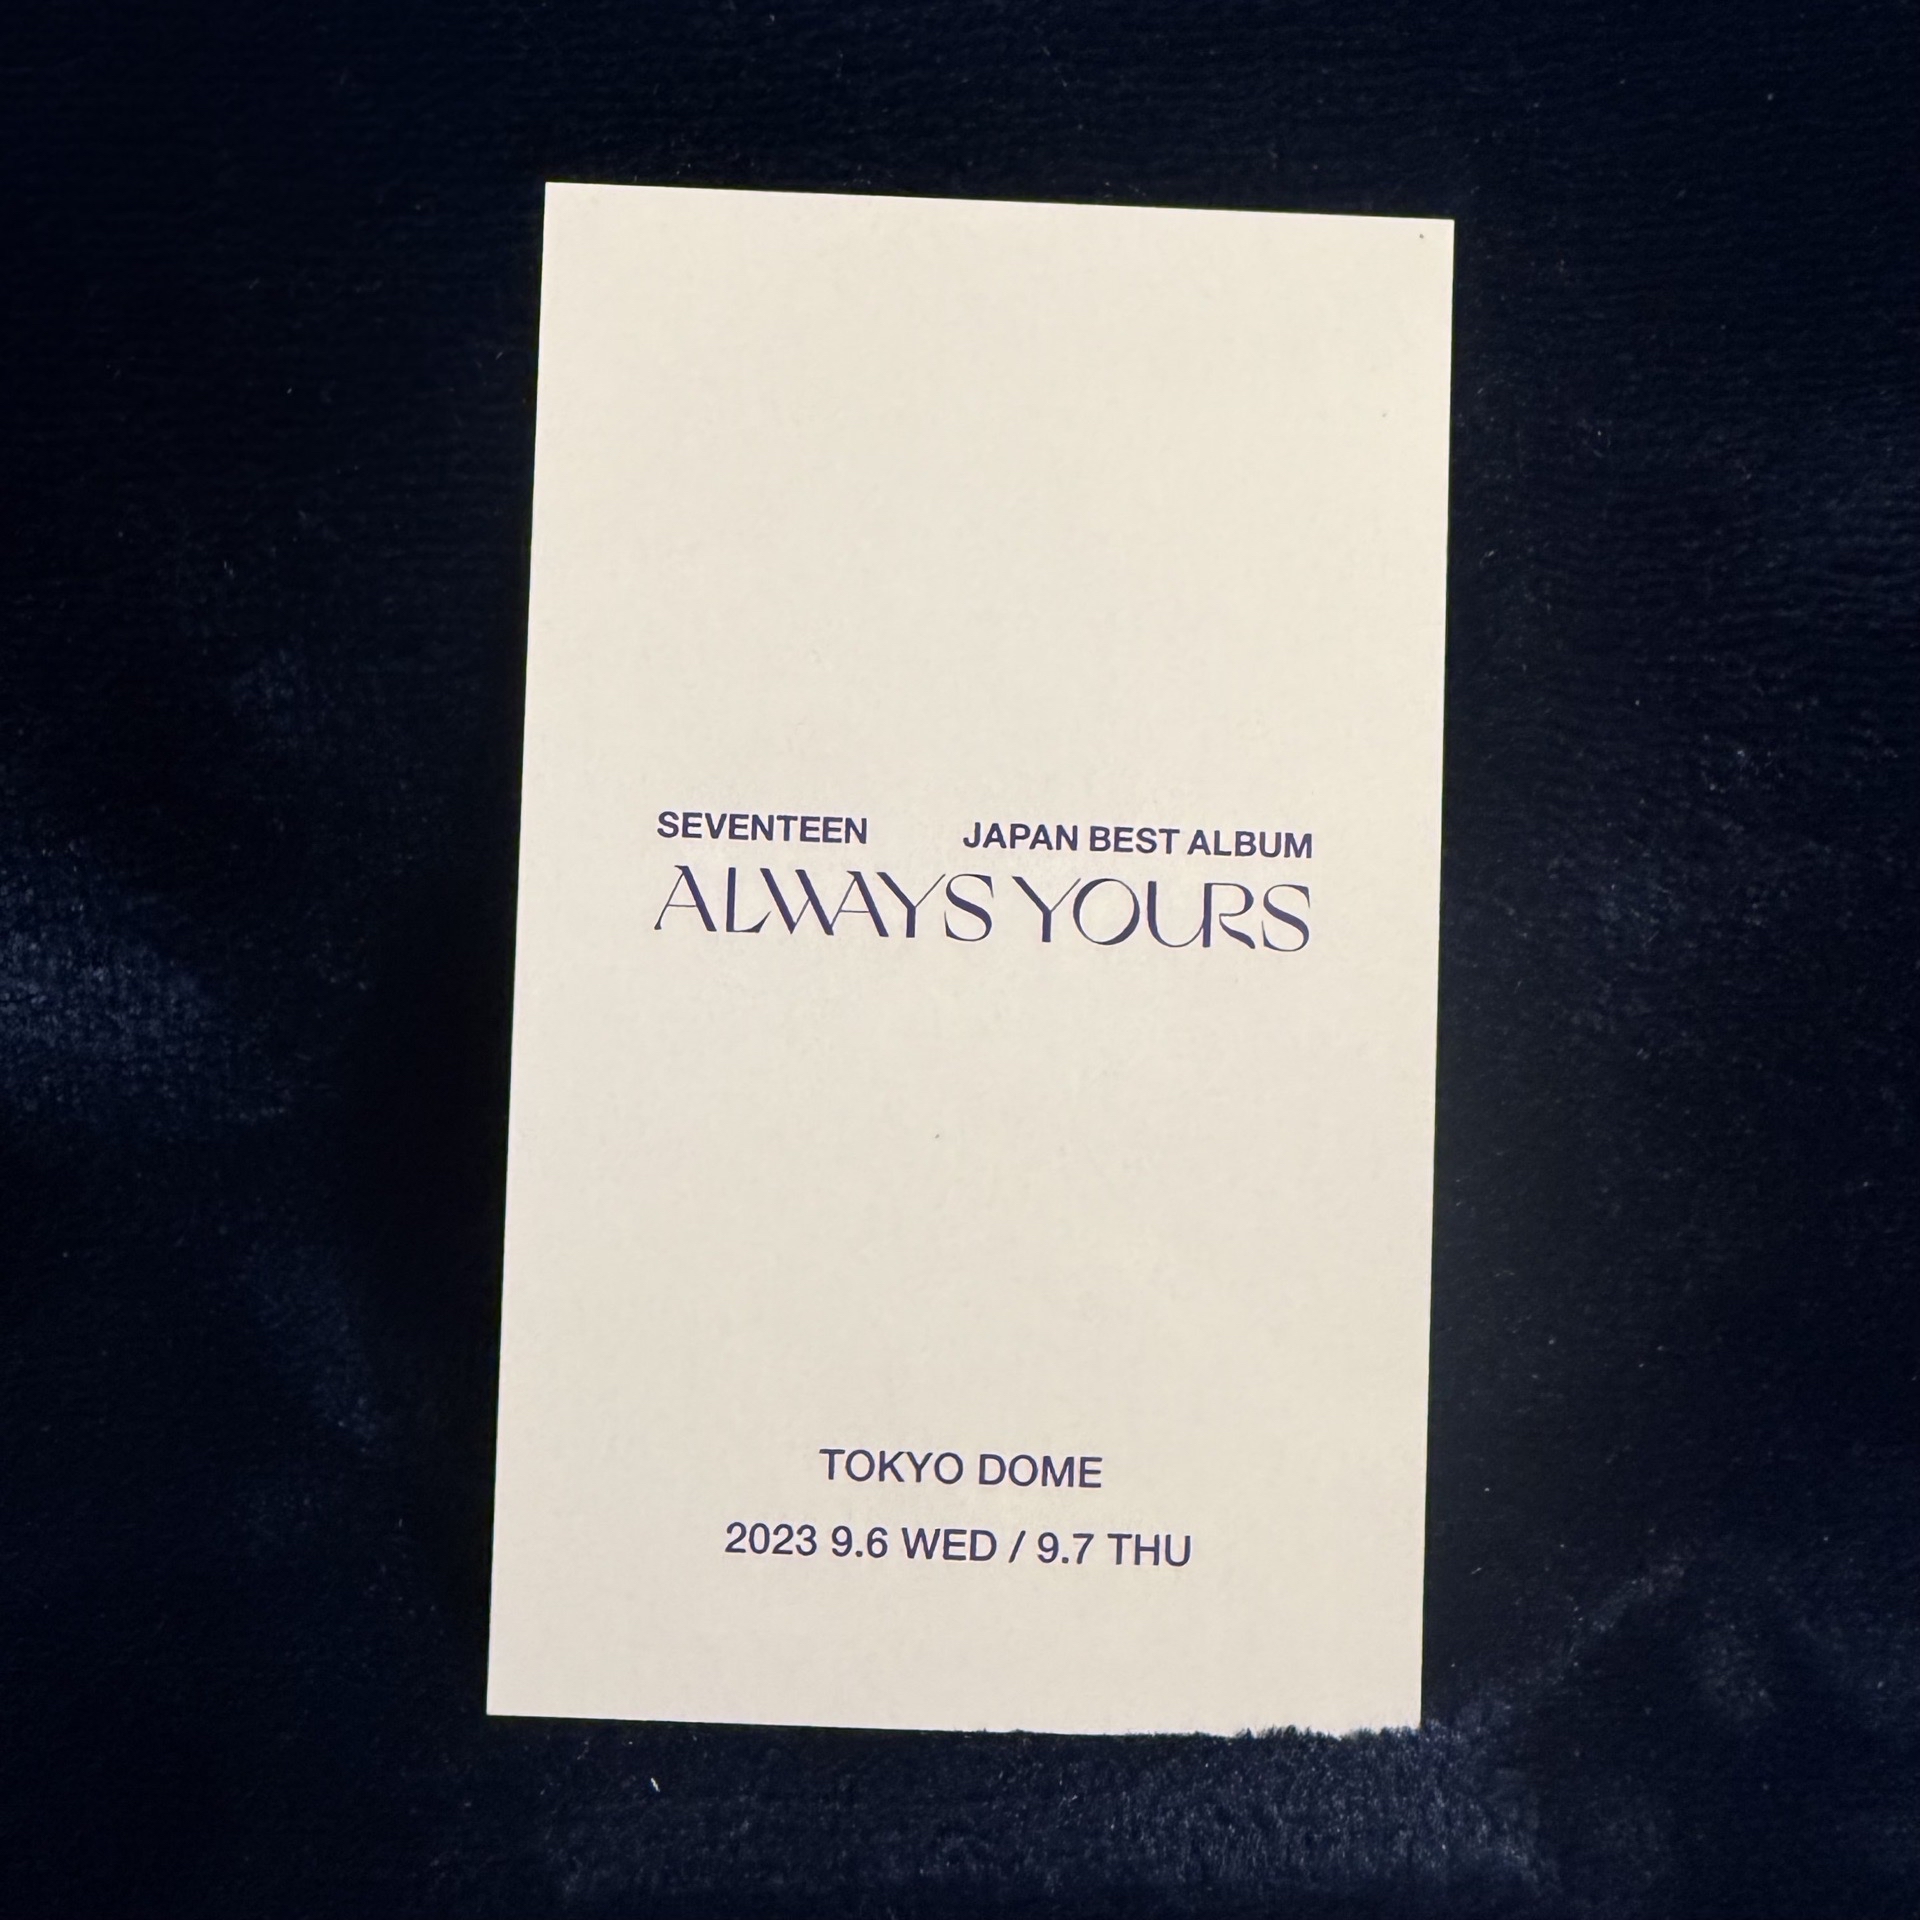 SEVENTEEN JAPAN BEST ALBUM
ALWAYS YOURS
TOKYO DOME
2023 9.6 WED / 9.7 THU